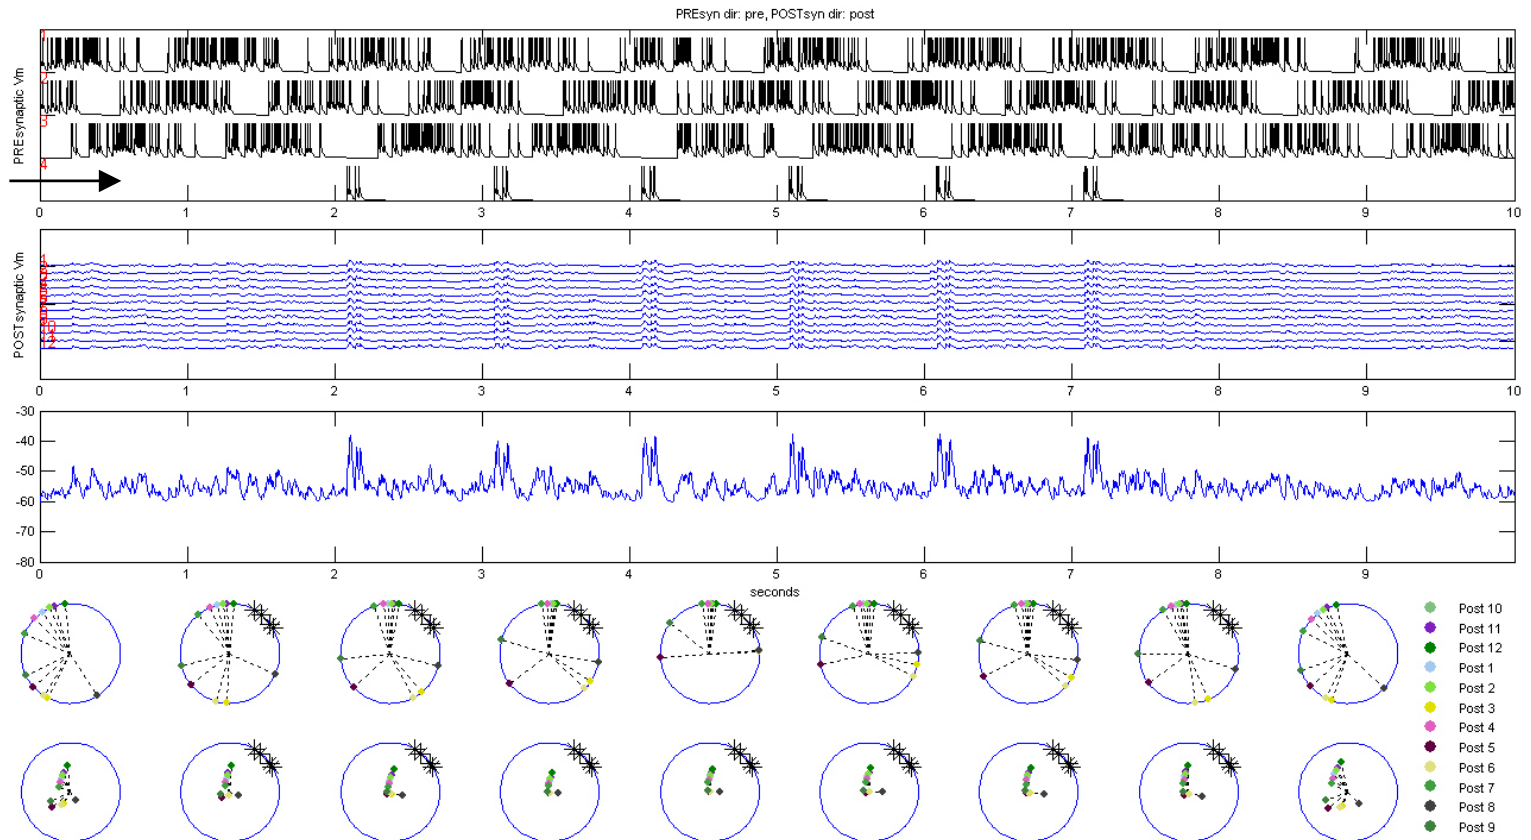 PREsyn dir: pre, POSTsyn dir: post
PREsynaptic Vm
1
2
3
4
0 1 2 3 4 5 6 7 8 9 10
POSTsynaptic Vm
10
12
0 1 2 3 4 5 6 7 8 9 10
-30
-40
-50
-60
-70
-80
0 1 2 3 4 5 6 7 8 9
seconds
Post 10
Post 11
Post 12
Post 1
Post 2
Post 3
Post 4
Post 5
Post 6
Post 7
Post 8
Post 9